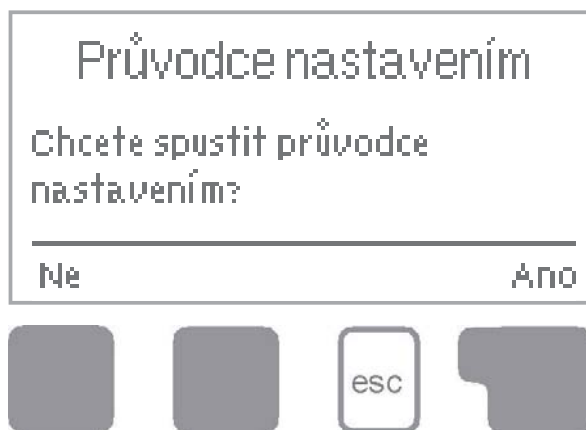 Průvodce nastavením
Chcete spustit průvodce
nastavením?
Ne Ano
esc